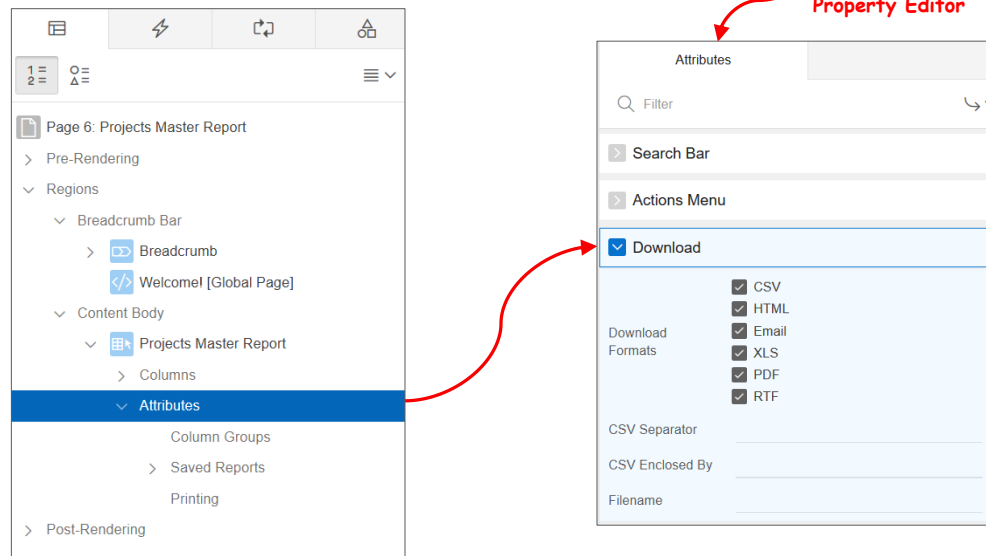 Property Editor
1 =
2 =
Page 6: Projects Master Report
Pre-Rendering
Regions
Breadcrumb Bar
Breadcrumb
Welcome! [Global Page]
Content Body
Projects Master Report
Columns
Attributes
Column Groups
Saved Reports
Printing
Post-Rendering
Attributes
Filter
Search Bar
Actions Menu
Download
Download
Formats
CSV
HTML
Email
XLS
PDF
RTF
CSV Separator
CSV Enclosed By
Filename